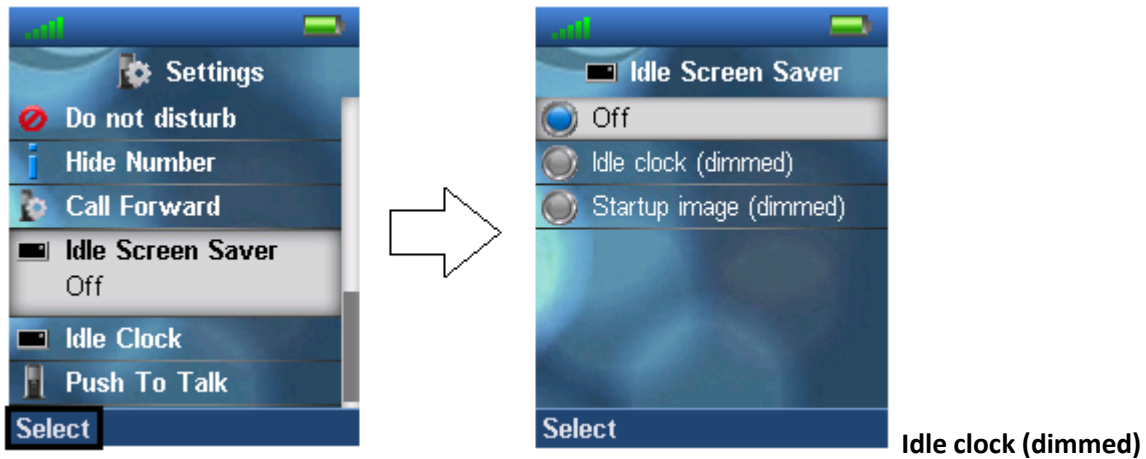 Settings
Do not disturb
Hide Number
Call Forward
Idle Screen Saver
Off
Idle Clock
Push To Talk
Select
Idle Screen Saver
Off
Idle clock (dimmed)
Startup image (dimmed)
Select
Idle clock (dimmed)